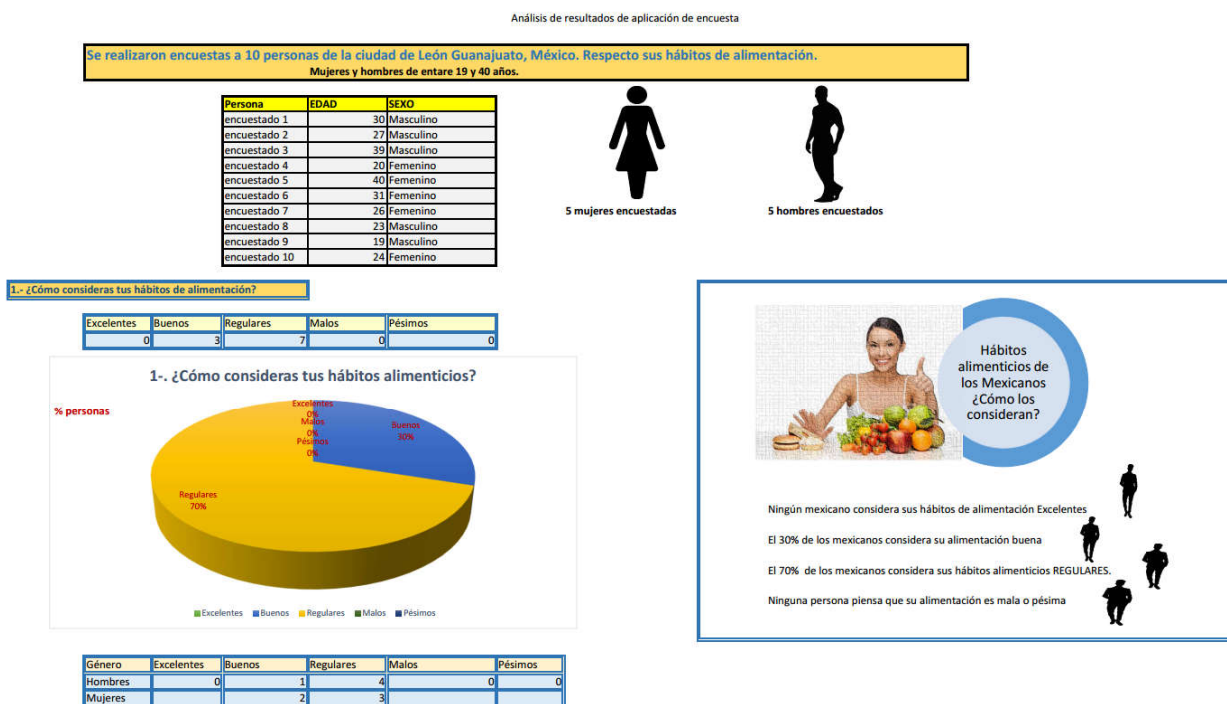 Análisis de resultados de aplicación de encuesta
Se realizaron encuestas a 10 personas de la ciudad de León Guanajuato, México. Respecto sus hábitos de alimentación.
Mujeres y hombres de entare 19 y 40 años.
Persona EDAD SEXO
encuestado 1 30 Masculino
encuestado 2 27 Masculino
encuestado 3 39 Masculino
encuestado 4 20 Femenino
encuestado 5 40 Femenino
encuestado 6 31 Femenino
encuestado 7 26 Femenino
encuestado 8 23 Masculino
encuestado 9 19 Masculino
encuestado 10 24 Femenino
5 mujeres encuestadas
5 hombres encuestados
1.- ¿Cómo consideras tus hábitos de alimentación?
Excelentes Buenos Regulares Malos Pésimos
0 3 7 0 0
1-. ¿Cómo consideras tus hábitos alimenticios?
% personas
Excelentes
0%
Malos
0%
Pésimos
0%
Buenos
30%
Regulares
70%
Excelentes Buenos Regulares Malos Pésimos
Género Excelentes Buenos Regulares Malos Pésimos
Hombres 0 1 4 0 0
Mujeres 2 3
Hábitos
alimenticios de
los Mexicanos
¿Cómo los
consideran?
Ningún mexicano considera sus hábitos de alimentación Excelentes
El 30% de los mexicanos considera su alimentación buena
El 70% de los mexicanos considera sus hábitos alimenticios REGULARES.
Ninguna persona piensa que su alimentación es mala o pésima